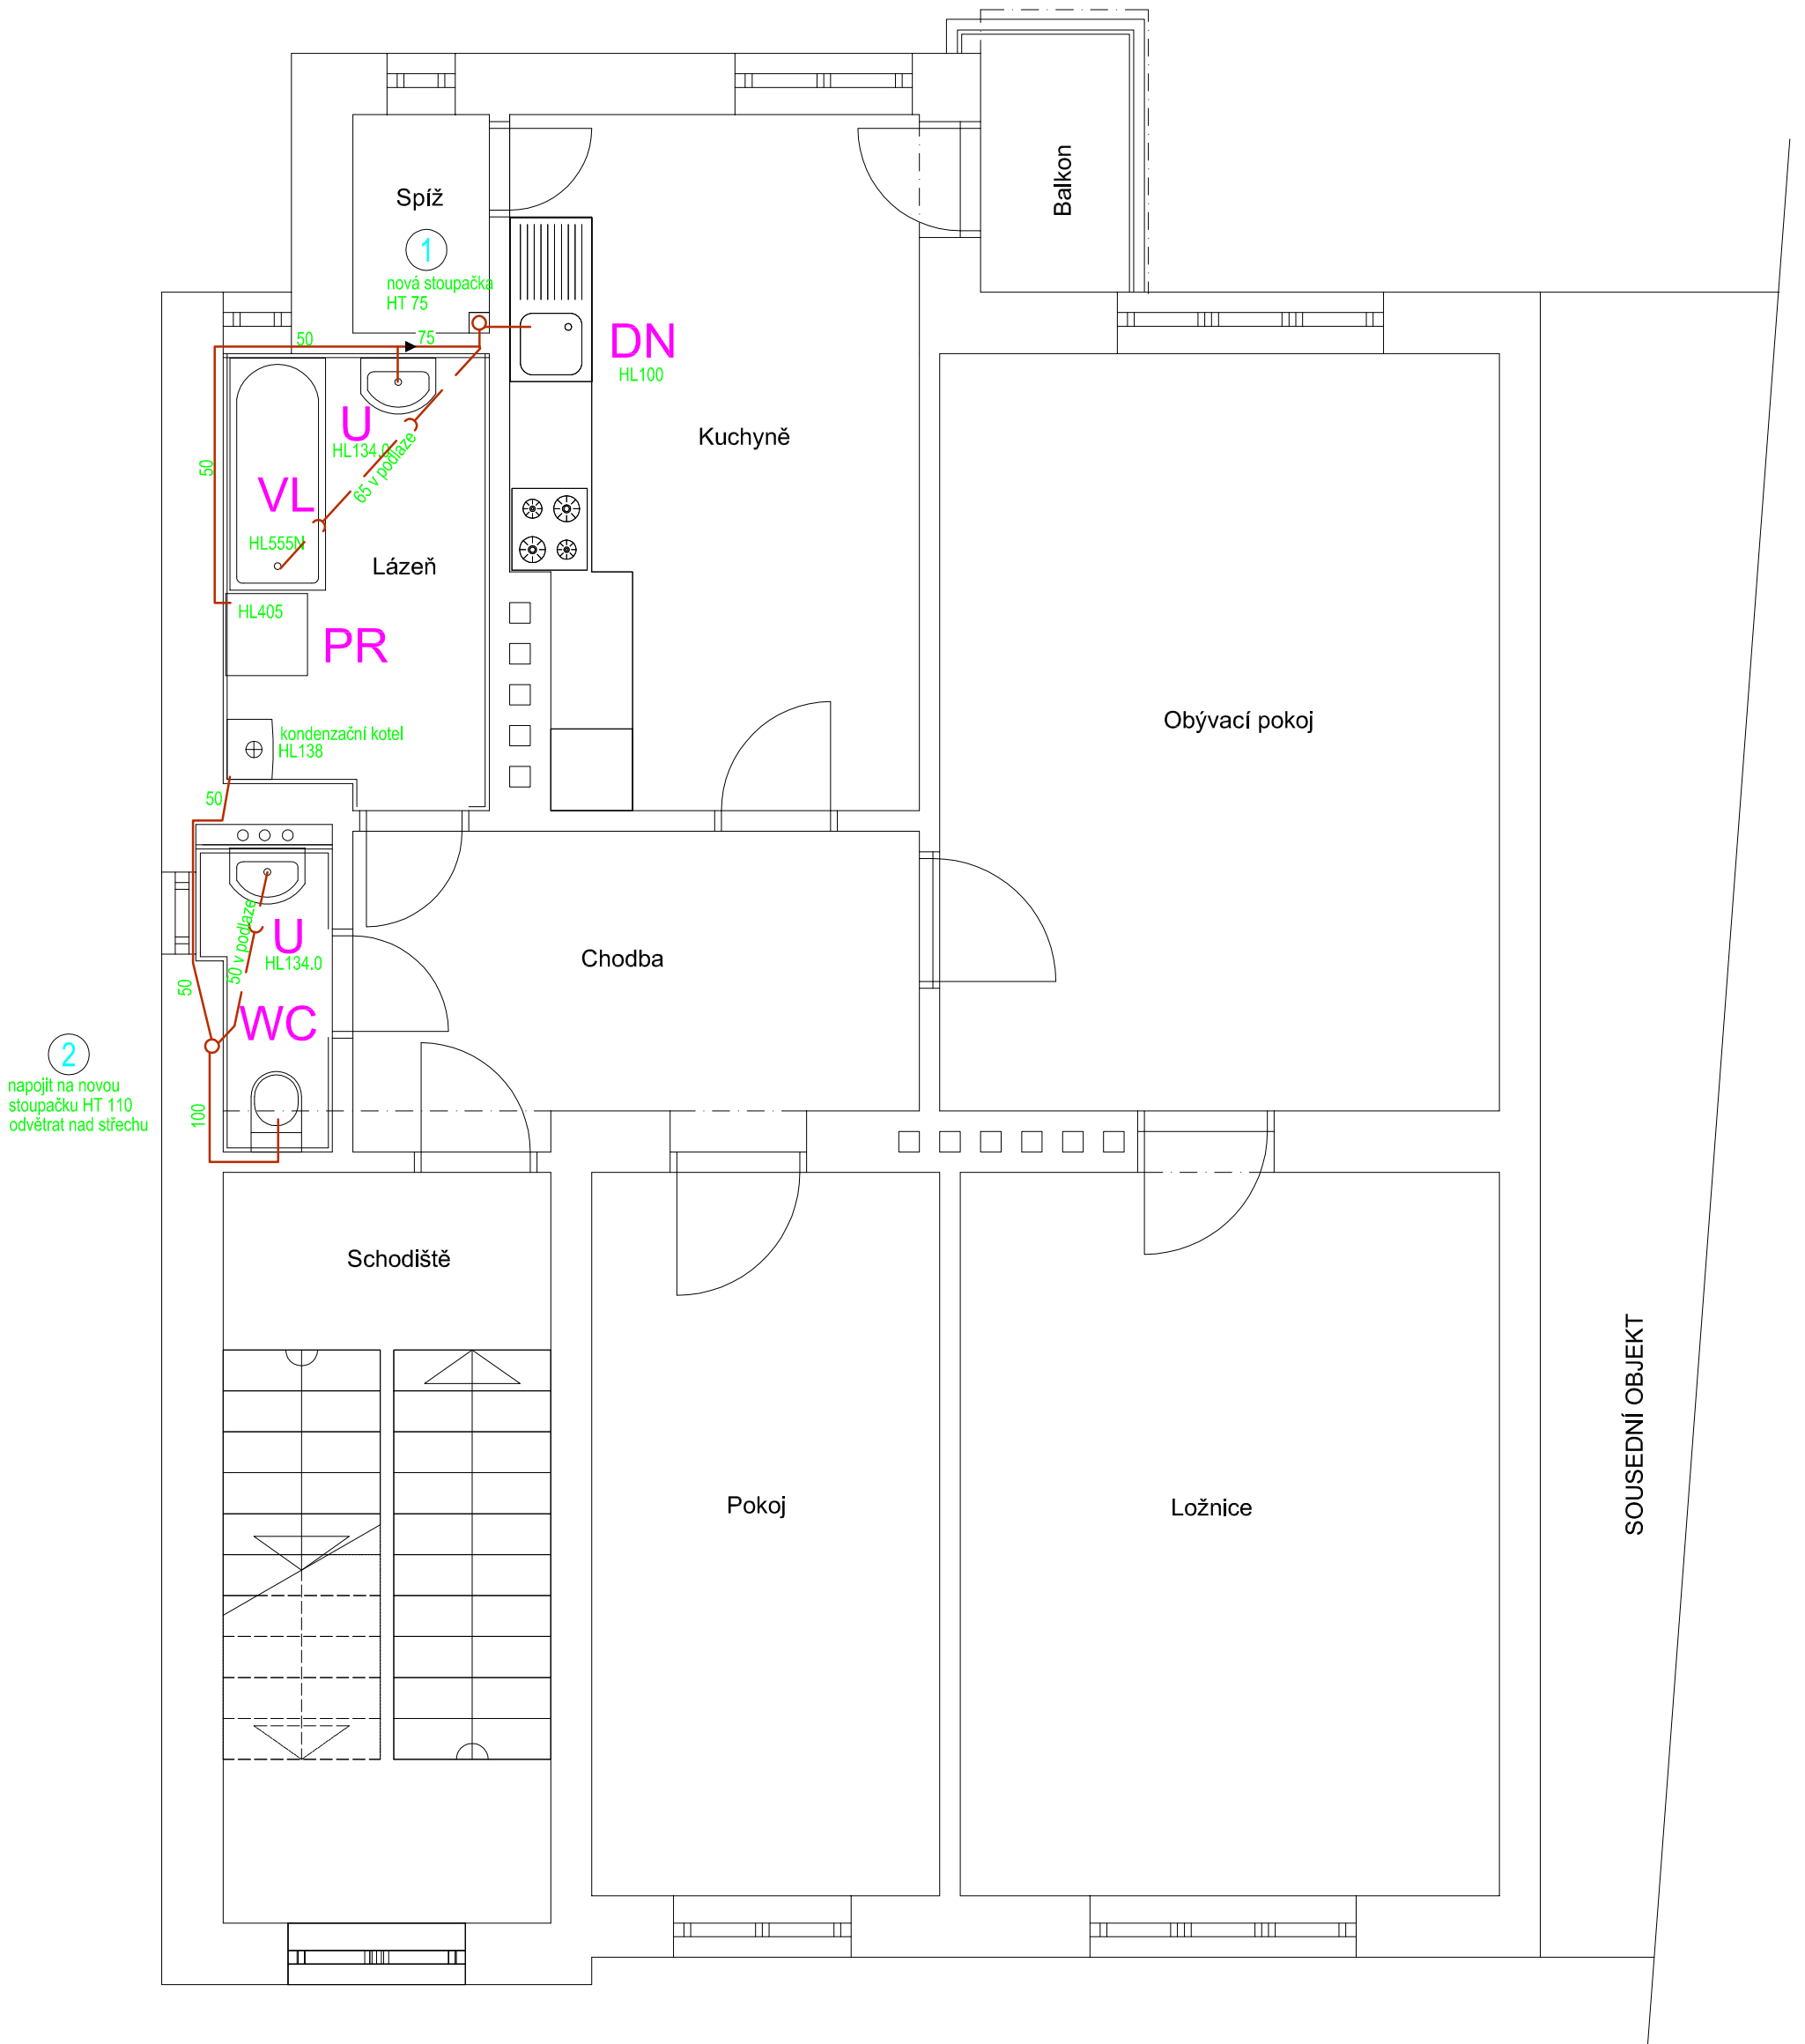 Balkon
Spíž
1
nová stoupačka
HT 75
50
75
DN
HL100
U
HL134.0
65 v podlaze
Kuchyně
50
VL
HL555N
Lázeň
HL405
PR
Obývací pokoj
kondenzační kotel
HL138
50
50 v podlaze
U
HL134.0
Chodba
50
WC
2
napojit na novou
stoupačku HT 110
odvětrat nad střechu
100
Schodiště
SOUSEDNÍ OBJEKT
Pokoj
Ložnice